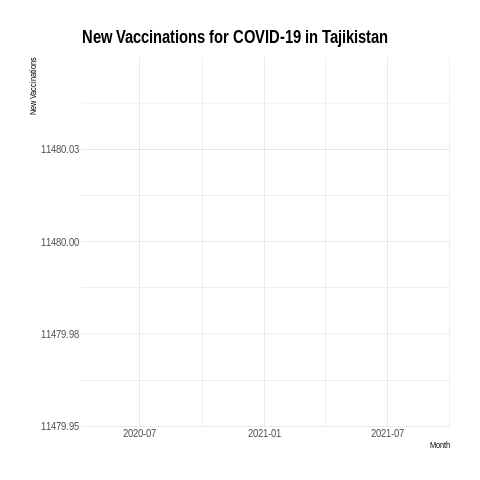 New Vaccinations for COVID-19 in Tajikistan
New Vaccinations
11480.03
11480.00
11479.98
11479.95
2020-07 2021-01 2021-07
Month